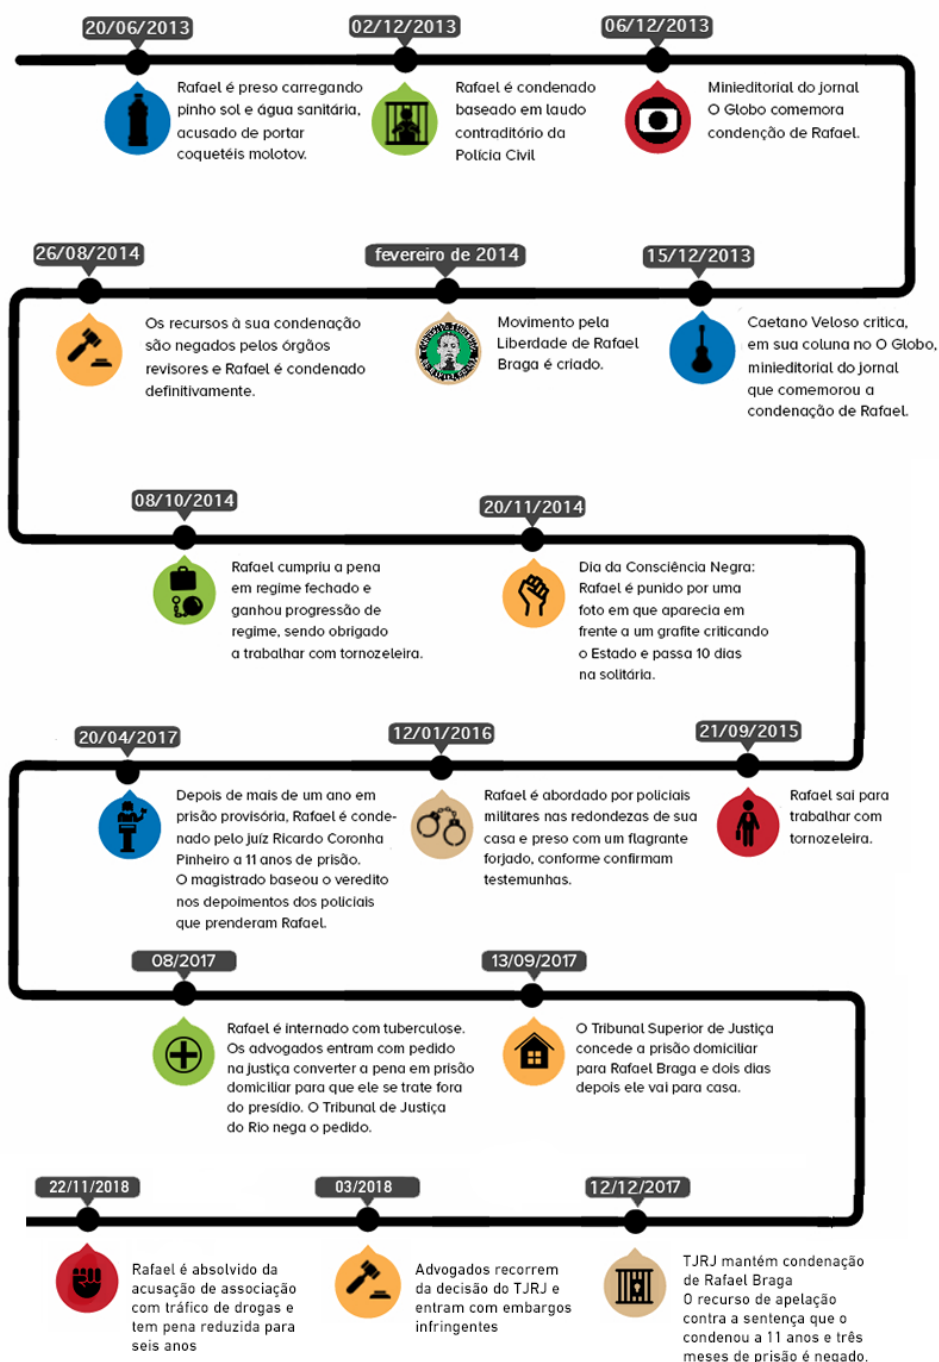 20/06/2013
Rafael é preso carregando
pinho sol e água sanitária,
acusado de portar
coquetéis molotov.
02/12/2013
Rafael é condenado
baseado em laudo
contraditório da
Polícia Civil
06/12/2013
Minieditorial do jornal
O Globo comemora
condenção de Rafael.
15/12/2013
Caetano Veloso critica,
em sua coluna no O Globo,
minieditorial do jornal
que comemorou a
condenação de Rafael.
fevereiro de 2014
Movimento pela
Liberdade de Rafael
Braga é criado.
26/08/2014
Os recursos à sua condenação
são negados pelos órgãos
revisores e Rafael é condenado
definitivamente.
08/10/2014
Rafael cumpriu a pena
em regime fechado e
ganhou progressão de
regime, sendo obrigado
a trabalhar com tornozeleira.
20/11/2014
Dia da Consciência Negra:
Rafael é punido por uma
foto em que aparecia em
frente a um grafite criticando
o Estado e passa 10 dias
na solitária.
21/09/2015
Rafael sai para
trabalhar com
tornozeleira.
12/01/2016
Rafael é abordado por policiais
militares nas redondezas de sua
casa e preso com um flagrante
forjado, conforme confirmam
testemunhas.
20/04/2017
Depois de mais de um ano em
prisão provisória, Rafael é conde-
nado pelo juíz Ricardo Coronha
Pinheiro a 11 anos de prisão.
O magistrado baseou o veredito
nos depoimentos dos policiais
que prenderam Rafael.
08/2017
Rafael é internado com tuberculose.
Os advogados entram com pedido
na justiça converter a pena em prisão
domiciliar para que ele se trate fora
do presídio. O Tribunal de Justiça
do Rio nega o pedido.
13/09/2017
O Tribunal Superior de Justiça
concede a prisão domiciliar
para Rafael Braga e dois dias
depois ele vai para casa.
12/12/2017
TJRJ mantém condenação
de Rafael Braga
O recurso de apelação
contra a sentença que o
condenou a 11 anos e três
meses de prisão é negado.
03/2018
Advogados recorrem
da decisão do TJRJ e
entram com embargos
infringentes
22/11/2018
Rafael é absolvido da
acusação de associação
com tráfico de drogas e
tem pena reduzida para
seis anos